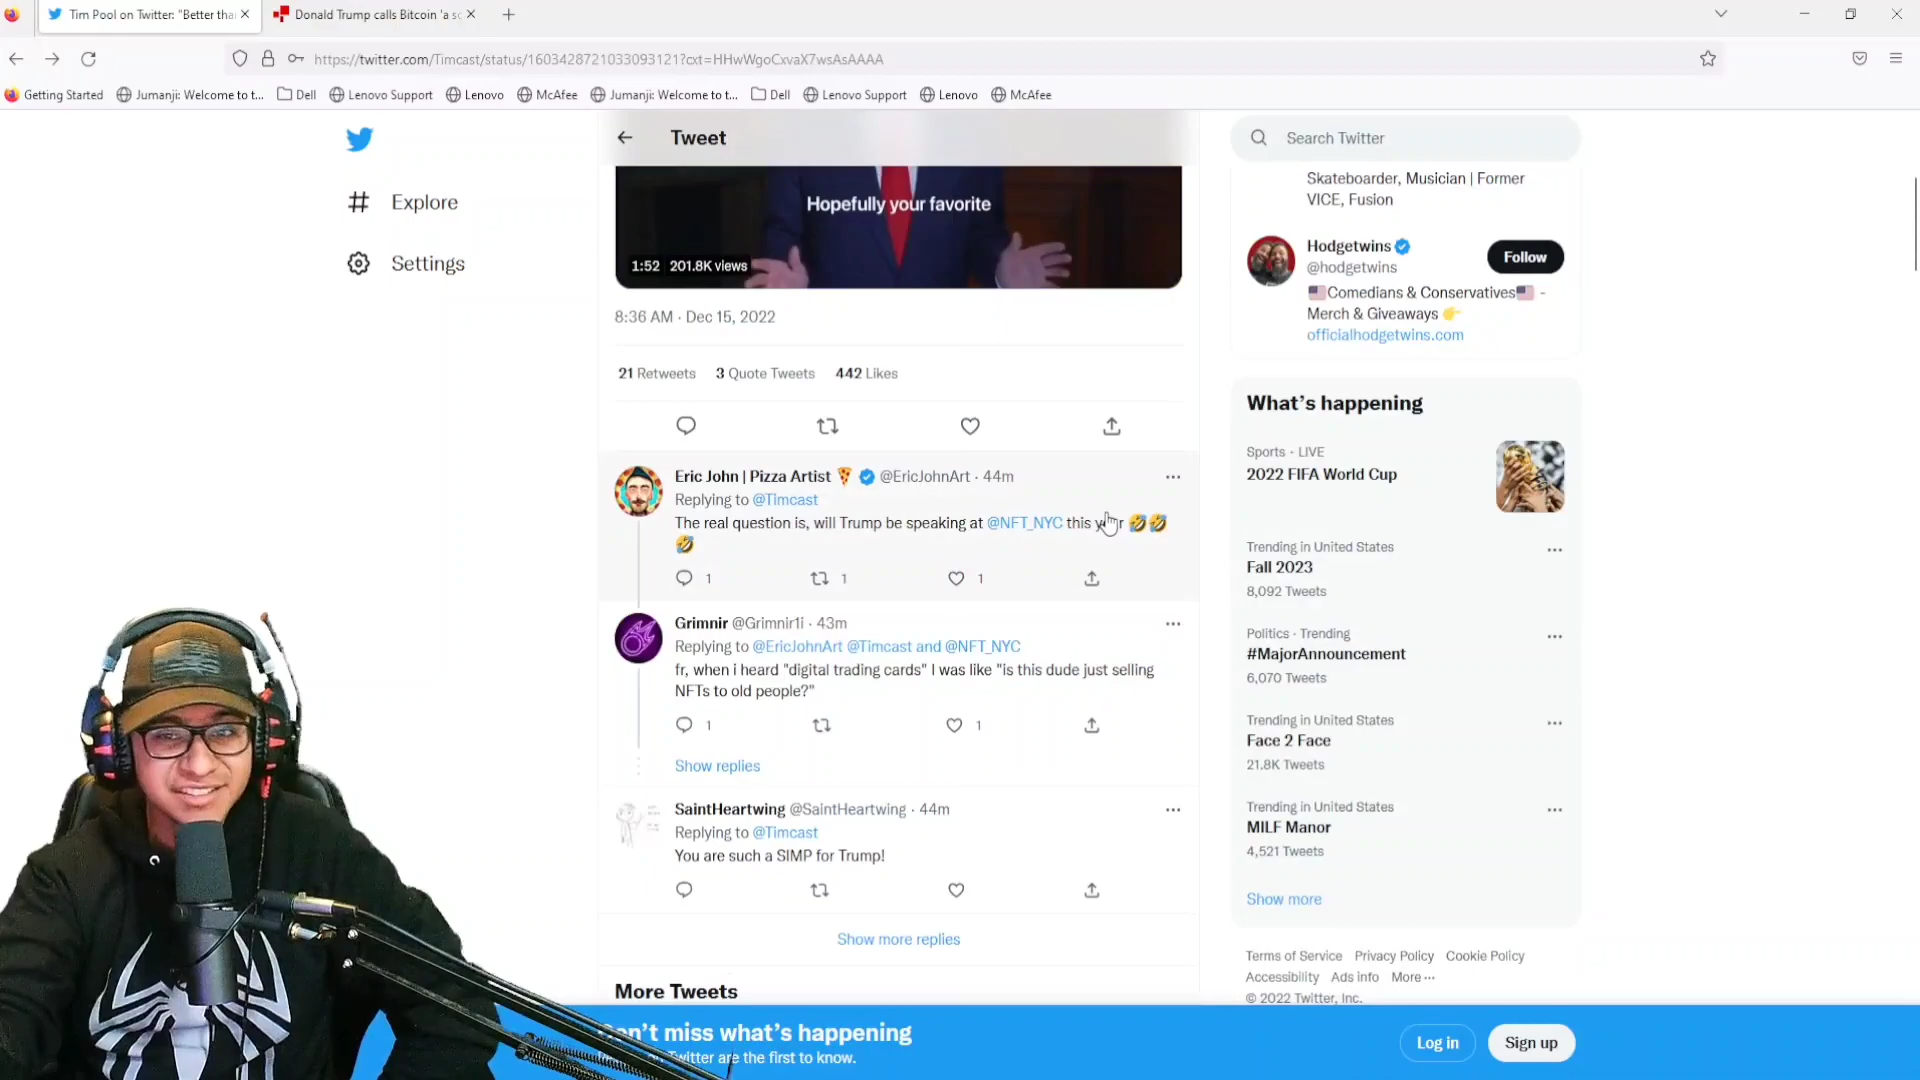 Tim Pool on Twitter: "Better tha
Donald Trump calls Bitcoin 'a sc
https://twitter.com/Timcast/status/1603428721033093121?cxt=HHwWgoCxvaX7wsAsAAAA
Getting Started
Jumanji: Welcome to t...
Dell
Lenovo Support
Lenovo
McAfee
Jumanji: Welcome to t...
Dell
Lenovo Support
Lenovo
McAfee
Explore
Settings
Tweet
Hopefully your favorite
1:52 201.8K views
8:36 AM · Dec 15, 2022
21 Retweets 3 Quote Tweets 442 Likes
Eric John | Pizza Artist 🍕 @EricJohnArt · 44m
Replying to @Timcast
The real question is, will Trump be speaking at @NFT_NYC this year 🤣🤣
🤣
1 1 1
Grimnir @Grimnir1i · 43m
Replying to @EricJohnArt @Timcast and @NFT_NYC
fr, when i heard "digital trading cards" I was like "is this dude just selling
NFTs to old people?"
1 1
Show replies
SaintHeartwing @SaintHeartwing · 44m
Replying to @Timcast
You are such a SIMP for Trump!
Show more replies
More Tweets
Search Twitter
Skateboarder, Musician | Former
VICE, Fusion
Hodgetwins
@hodgetwins
Follow
🇺🇸Comedians & Conservatives🇺🇸 -
Merch & Giveaways 👉
officialhodgetwins.com
What's happening
Sports · LIVE
2022 FIFA World Cup
Trending in United States
Fall 2023
8,092 Tweets
Politics · Trending
#MajorAnnouncement
6,070 Tweets
Trending in United States
Face 2 Face
21.8K Tweets
Trending in United States
MILF Manor
4,521 Tweets
Show more
Terms of Service Privacy Policy Cookie Policy
Accessibility Ads info More ···
© 2022 Twitter, Inc.
Don't miss what's happening
Twitter are the first to know.
Log in
Sign up